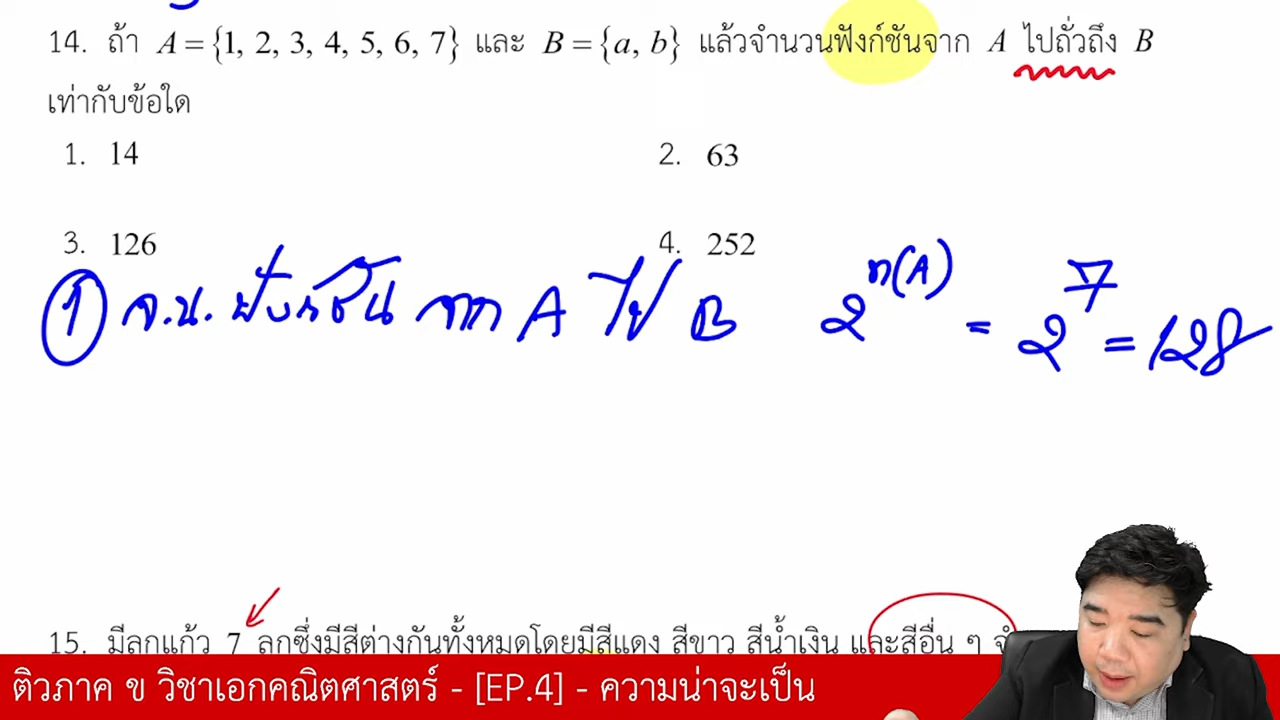 14. ถ้า A = {1, 2, 3, 4, 5, 6, 7} และ B = {a, b} แล้วจำนวนฟังก์ชันจาก A ไปถั่วถึง B
เท่ากับข้อใด
1. 14 2. 63
3. 126 4. 252
① จ.น. ฟังก์ชัน จาก A ไป B 2^n(A) = 2^7 = 128
15. มีลูกแก้ว 7 ลูกซึ่งมีสีต่างกันทั้งหมดโดยมีสีแดง สีขาว สีน้ำเงิน และสีอื่น ๆ
ติวภาค ข วิชาเอกคณิตศาสตร์ - [EP.4] - ความน่าจะเป็น